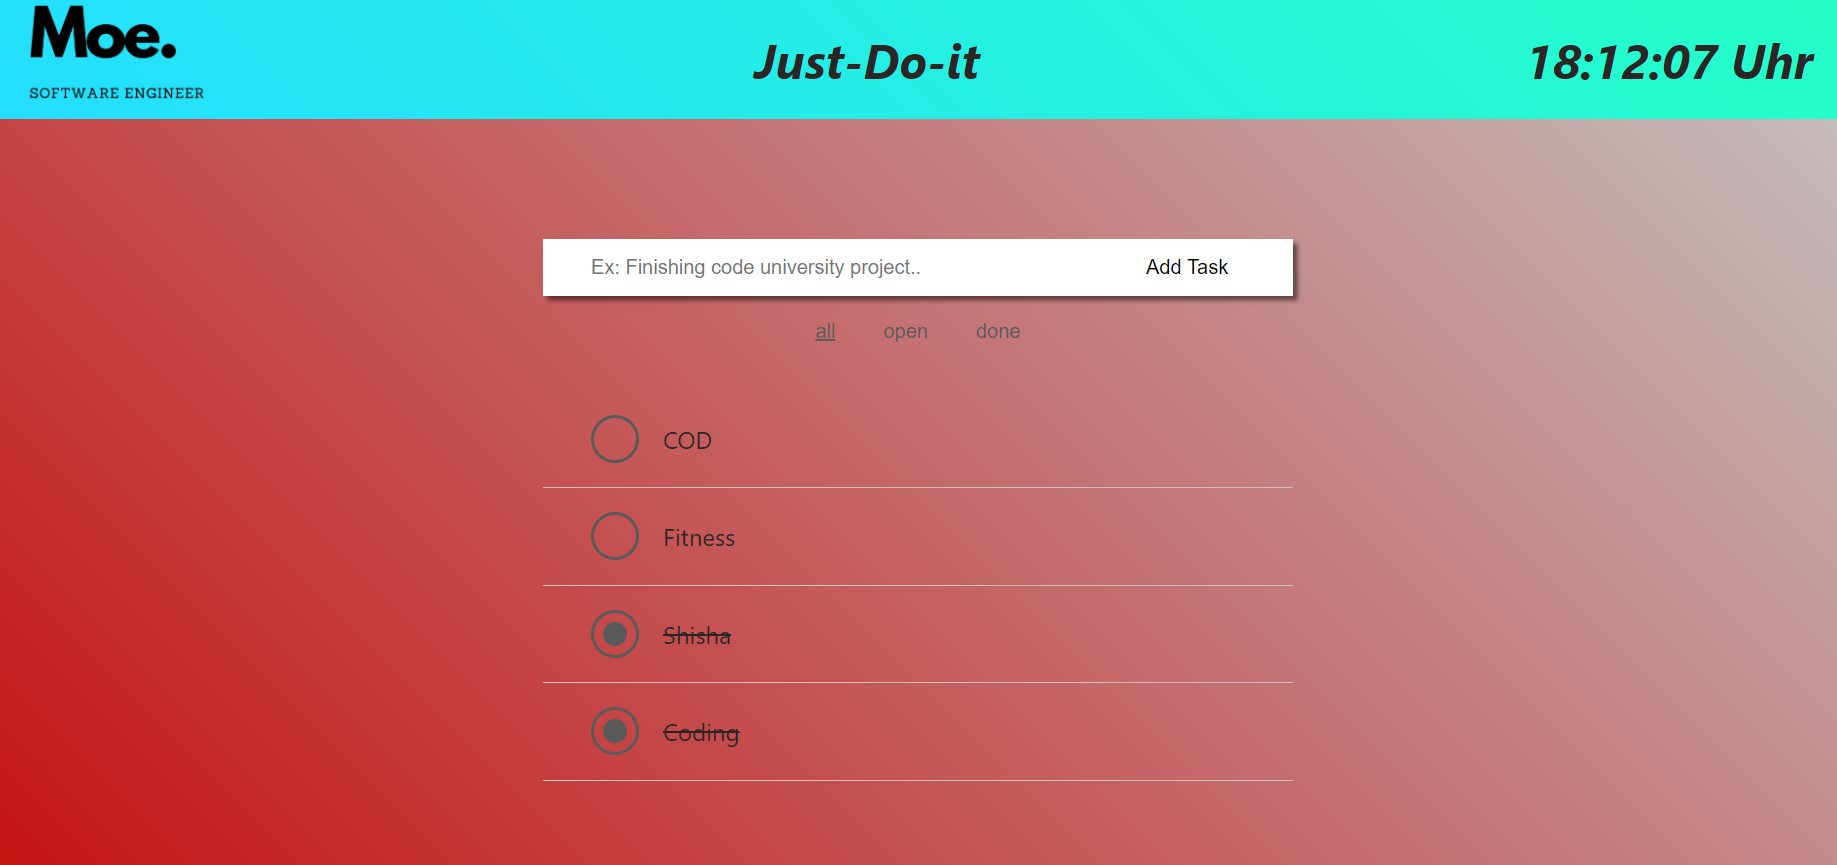 Moe.
SOFTWARE ENGINEER
Just-Do-it
18:12:07 Uhr
Ex: Finishing code university project..
Add Task
all open done
COD
Fitness
Shisha
Coding